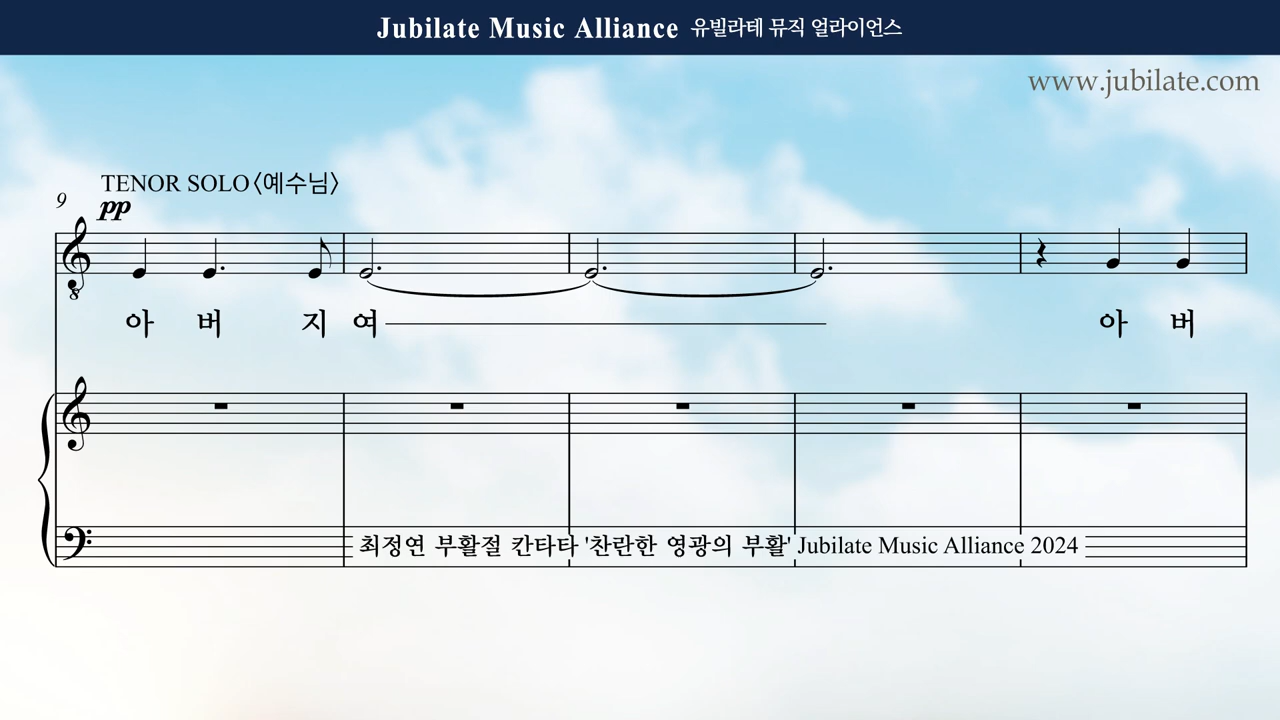 Jubilate Music Alliance 유빌라테 뮤직 얼라이언스
www.jubilate.com
TENOR SOLO〈예수님〉
9
pp
8
아 버 지 여 아 버
최정연 부활절 칸타타 '찬란한 영광의 부활' Jubilate Music Alliance 2024